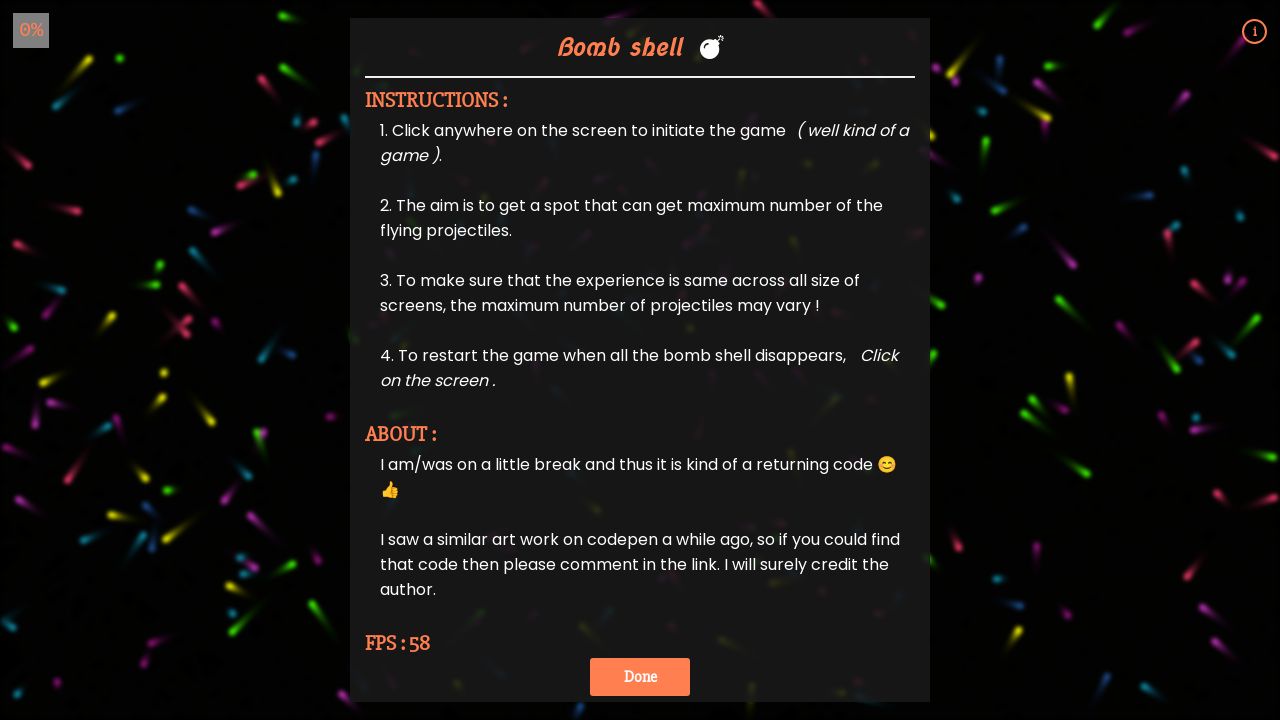 0%
i
Bomb shell 💣
INSTRUCTIONS :
1. Click anywhere on the screen to initiate the game ( well kind of a
game ).
2. The aim is to get a spot that can get maximum number of the
flying projectiles.
3. To make sure that the experience is same across all size of
screens, the maximum number of projectiles may vary !
4. To restart the game when all the bomb shell disappears, Click
on the screen .
ABOUT :
I am/was on a little break and thus it is kind of a returning code 😊
👍
I saw a similar art work on codepen a while ago, so if you could find
that code then please comment in the link. I will surely credit the
author.
FPS : 58
Done